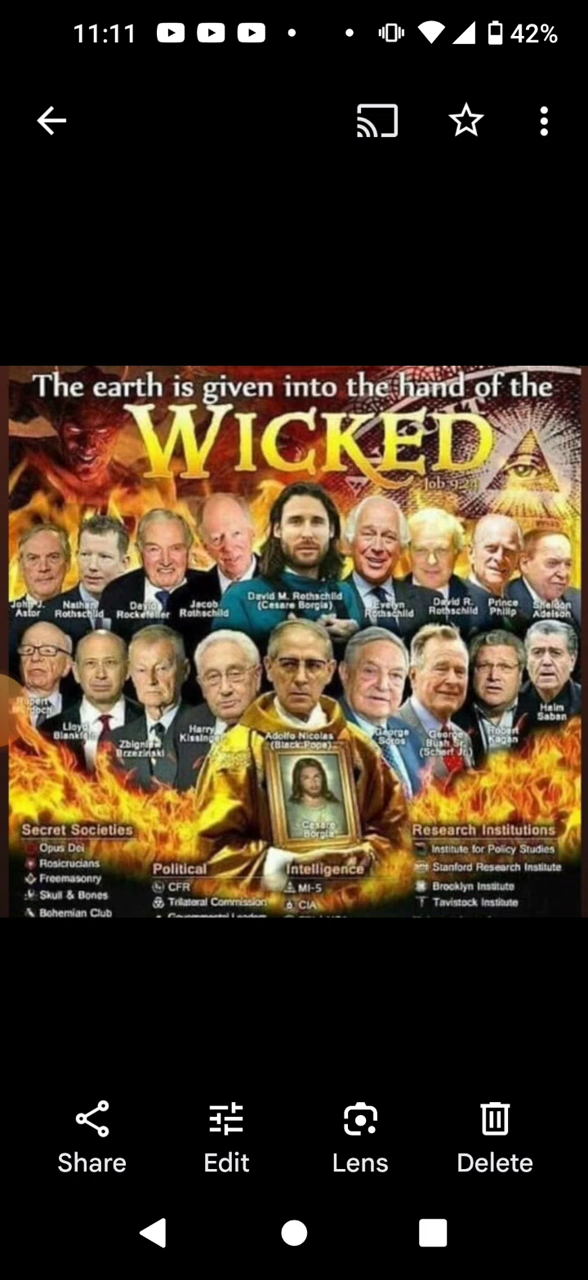 11:11
42%
The earth is given into the hand of the
WICKED
Job 9:24
John J. Astor
Nathan Rothschild
David Rockefeller
Jacob Rothschild
David M. Rothschild
(Cesare Borgia)
Evelyn Rothschild
David R. Rothschild
Prince Philip
Sheldon Adelson
Rupert
Lloyd
Zbigniew Brzezinski
Adolfo Nicolas
(Black Pope)
George Soros
George Bush Sr.
(Scherf Jr.)
Robert Kagan
Haim Saban
Cesare Borgia
Secret Societies
Opus Dei
Rosicrucians
Freemasonry
Skull & Bones
Bohemian Club
Political
CFR
Trilateral Commission
Intelligence
MI-5
CIA
Research Institutions
Institute for Policy Studies
Stanford Research Institute
Brooklyn Institute
Tavistock Institute
Share
Edit
Lens
Delete